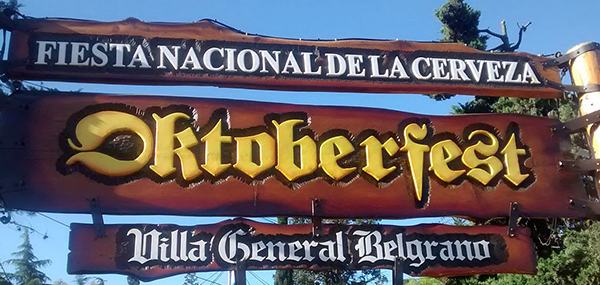 FIESTA NACIONAL DE LA CERVEZA
Oktoberfest
Villa General Belgrano